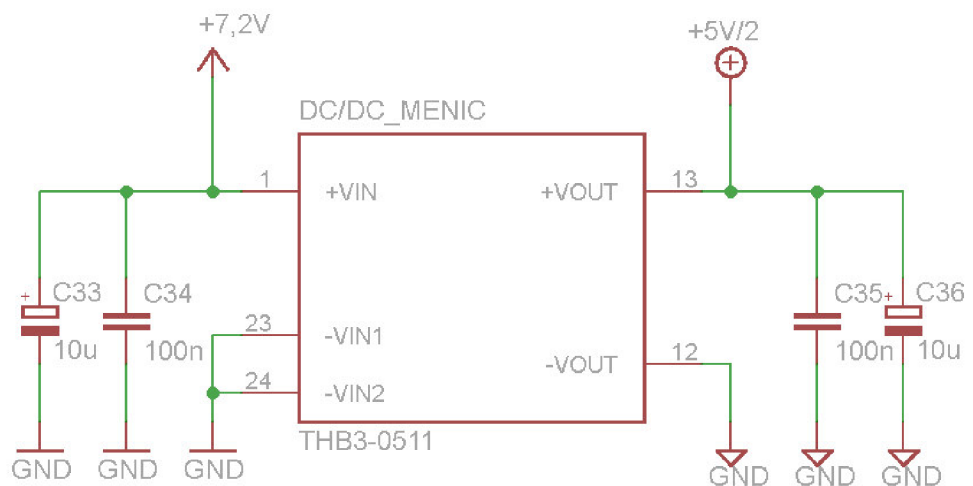 +7,2V
+5V/2
DC/DC_MENIC
1
+VIN
+VOUT
13
+
C33
C34
C35
+
C36
10u
100n
23
-VIN1
100n
10u
24
-VIN2
-VOUT
12
THB3-0511
GND
GND
GND
GND
GND
GND